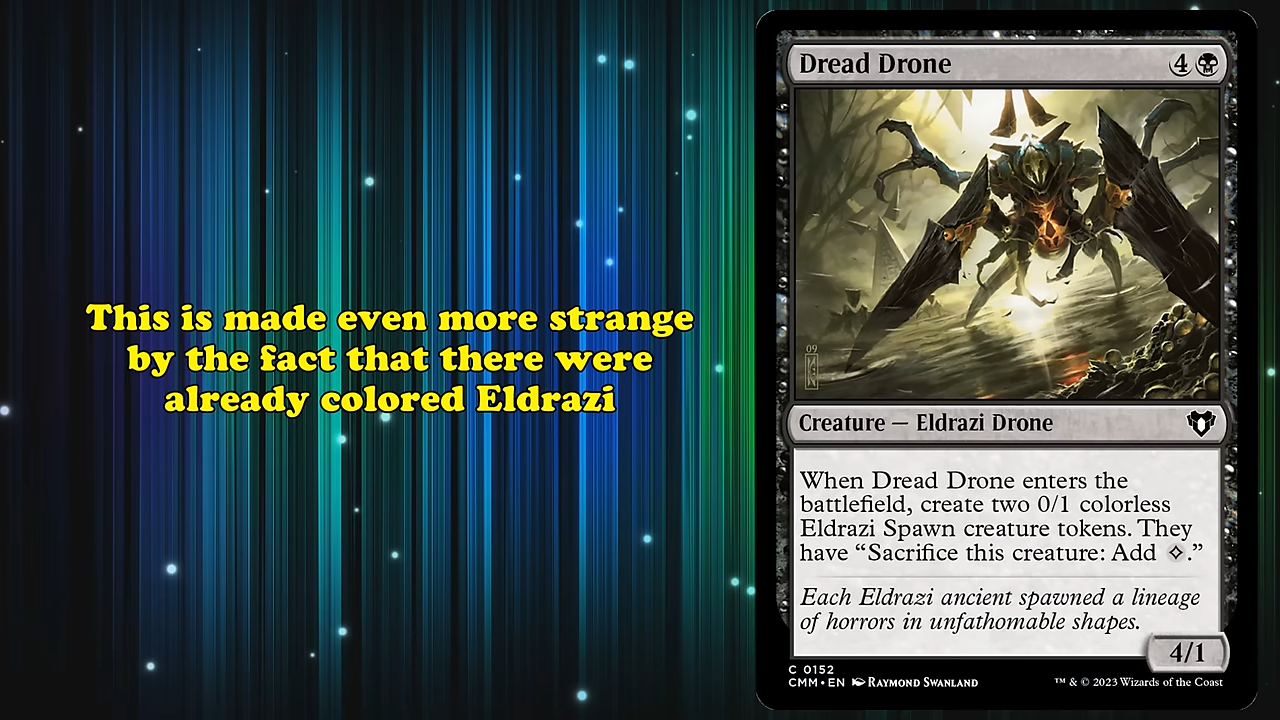 This is made even more strange
by the fact that there were
already colored Eldrazi
Dread Drone 4
09
Creature — Eldrazi Drone
When Dread Drone enters the
battlefield, create two 0/1 colorless
Eldrazi Spawn creature tokens. They
have “Sacrifice this creature: Add .”
Each Eldrazi ancient spawned a lineage
of horrors in unfathomable shapes.
4/1
C 0152
CMM • EN Raymond Swanland
™ & © 2023 Wizards of the Coast